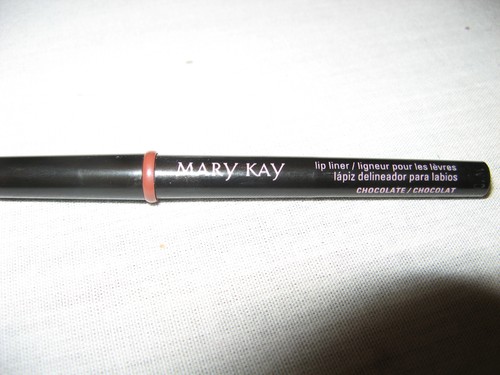 MARY KAY
lip liner / ligneur pour les lèvres
lápiz delineador para labios
CHOCOLATE / CHOCOLAT